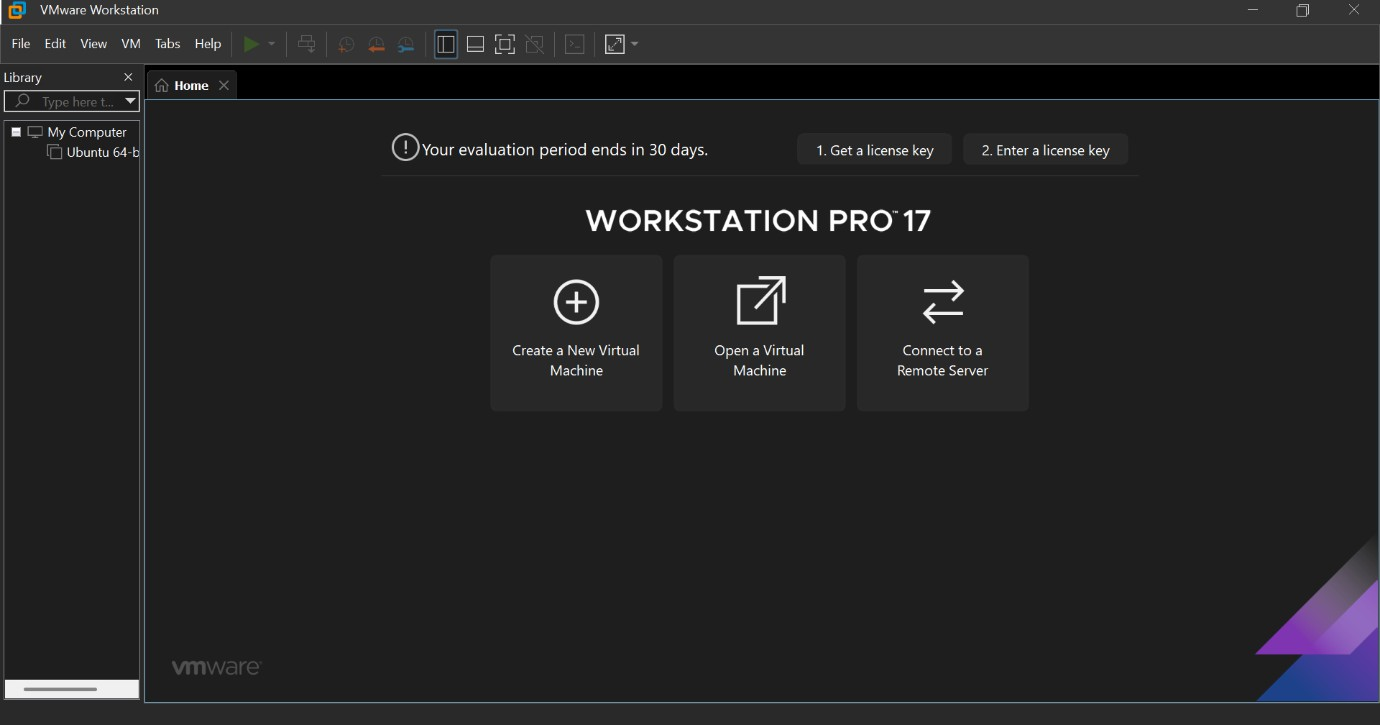 VMware Workstation
File Edit View VM Tabs Help
Library
Home
Type here t...
My Computer
Ubuntu 64-b
Your evaluation period ends in 30 days.
1. Get a license key
2. Enter a license key
WORKSTATION PRO™ 17
Create a New Virtual
Machine
Open a Virtual
Machine
Connect to a
Remote Server
vmware